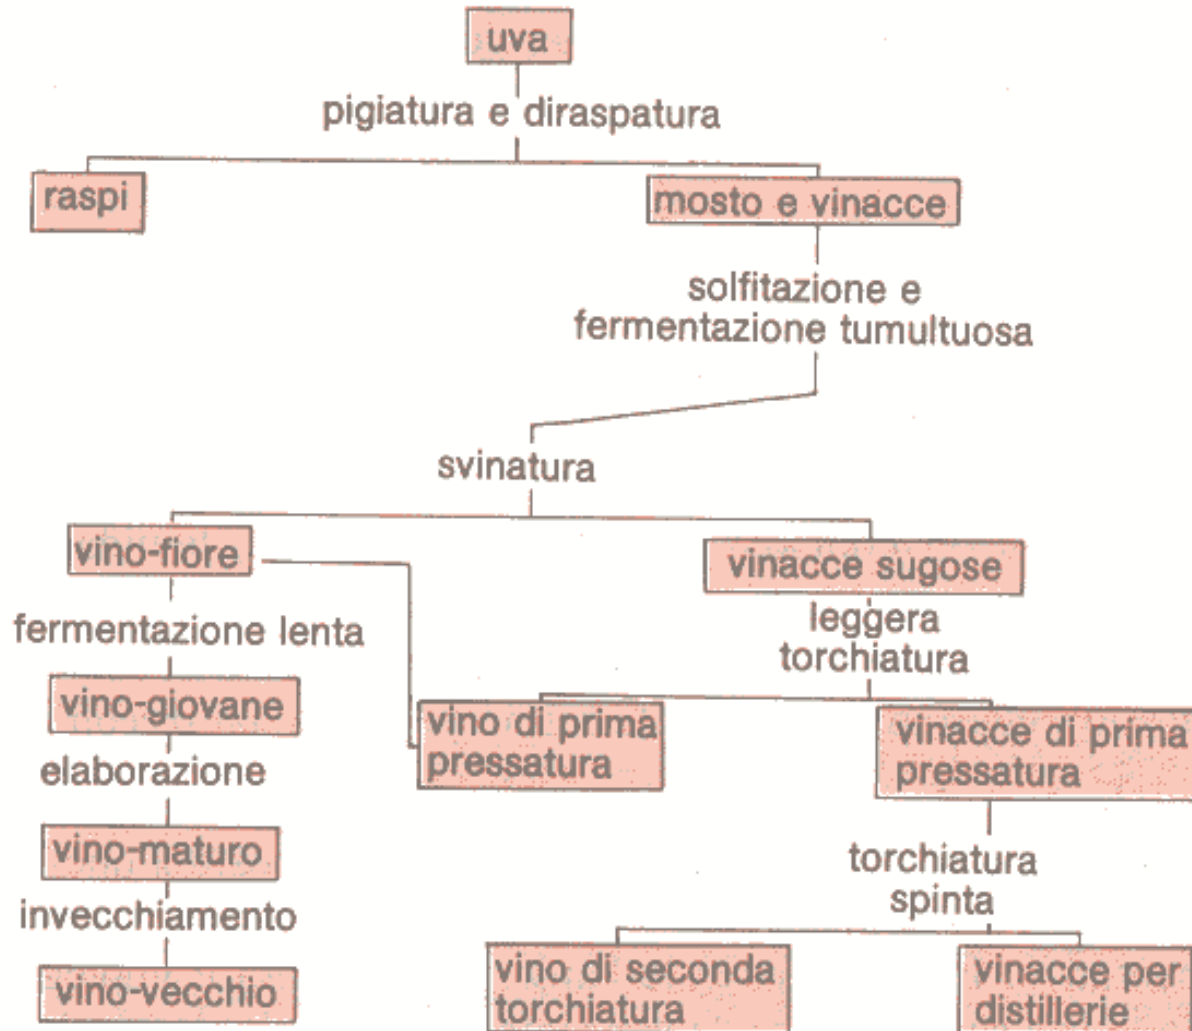 uva
pigiatura e diraspatura
raspi
mosto e vinacce
solfitazione e
fermentazione tumultuosa
svinatura
vino-fiore
vinacce sugose
fermentazione lenta
leggera
torchiatura
vino-giovane
vino di prima
pressatura
vinacce di prima
pressatura
elaborazione
vino-maturo
torchiatura
spinta
invecchiamento
vino-vecchio
vino di seconda
torchiatura
vinacce per
distillerie